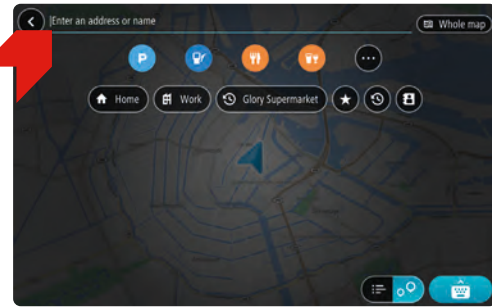 Enter an address or name
Whole map
P
Home
Work
Glory Supermarket